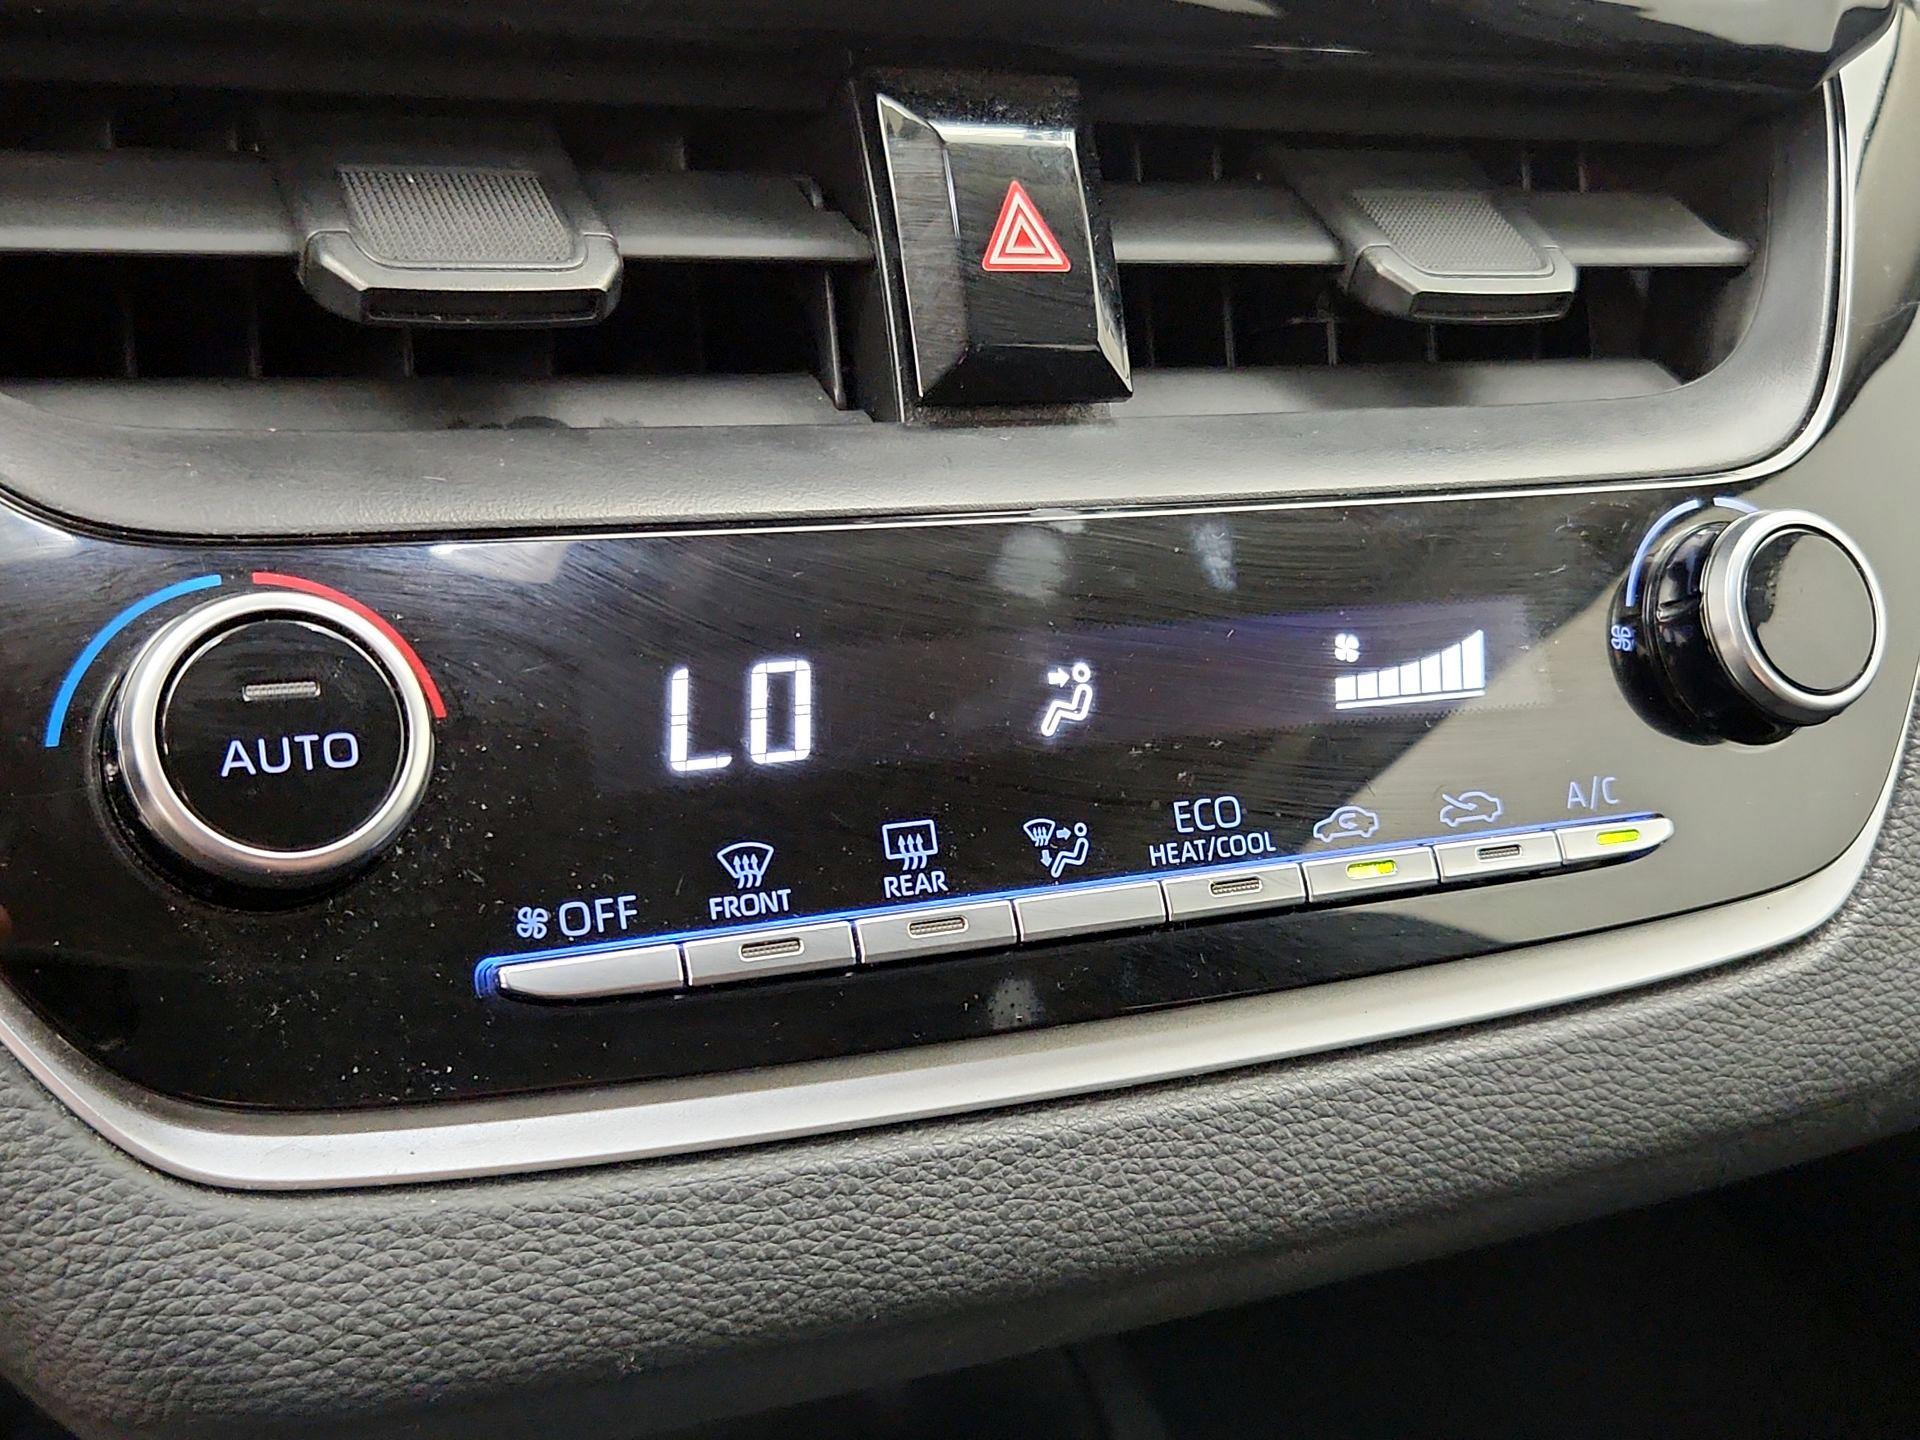 AUTO
LO
OFF
FRONT
REAR
ECO
HEAT/COOL
A/C